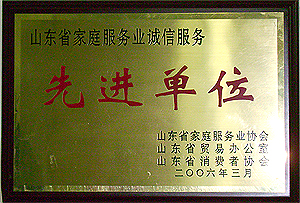 山东省家庭服务业诚信服务
先进单位
山东省家庭服务业协会
山东省贸易办公室
山东省消费者协会
二〇〇六年三月